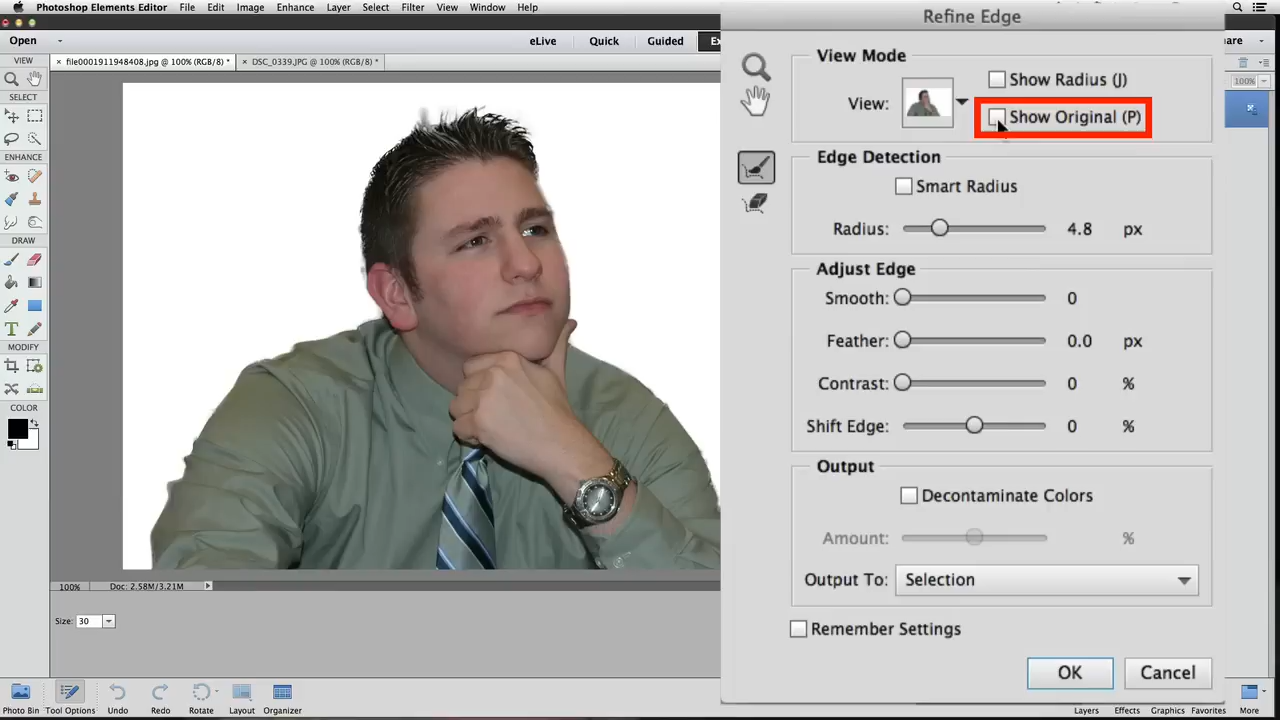 Photoshop Elements Editor File Edit Image Enhance Layer Select Filter View Window Help
Refine Edge
Open
eLive Quick Guided
VIEW
× file0001911948408.jpg @ 100% (RGB/8) * × DSC_0339.JPG @ 100% (RGB/8) *
100%
SELECT
ENHANCE
DRAW
T
MODIFY
COLOR
View Mode
View:
Show Radius (J)
Show Original (P)
Edge Detection
Smart Radius
Radius: 4.8 px
Adjust Edge
Smooth: 0
Feather: 0.0 px
Contrast: 0 %
Shift Edge: 0 %
Output
Decontaminate Colors
Amount: %
Output To: Selection
Remember Settings
OK Cancel
100% Doc: 2.58M/3.21M
Size: 30
Photo Bin Tool Options Undo Redo Rotate Layout Organizer
Layers Effects Graphics Favorites More